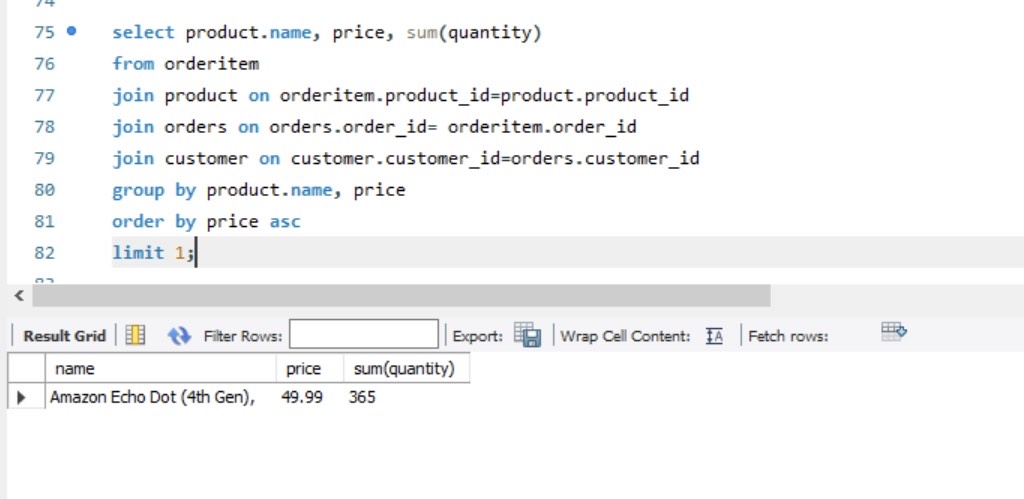 74
75 select product.name, price, sum(quantity)
76 from orderitem
77 join product on orderitem.product_id=product.product_id
78 join orders on orders.order_id= orderitem.order_id
79 join customer on customer.customer_id=orders.customer_id
80 group by product.name, price
81 order by price asc
82 limit 1;
83
Result Grid Filter Rows: Export: Wrap Cell Content: IA Fetch rows:
name price sum(quantity)
Amazon Echo Dot (4th Gen), 49.99 365